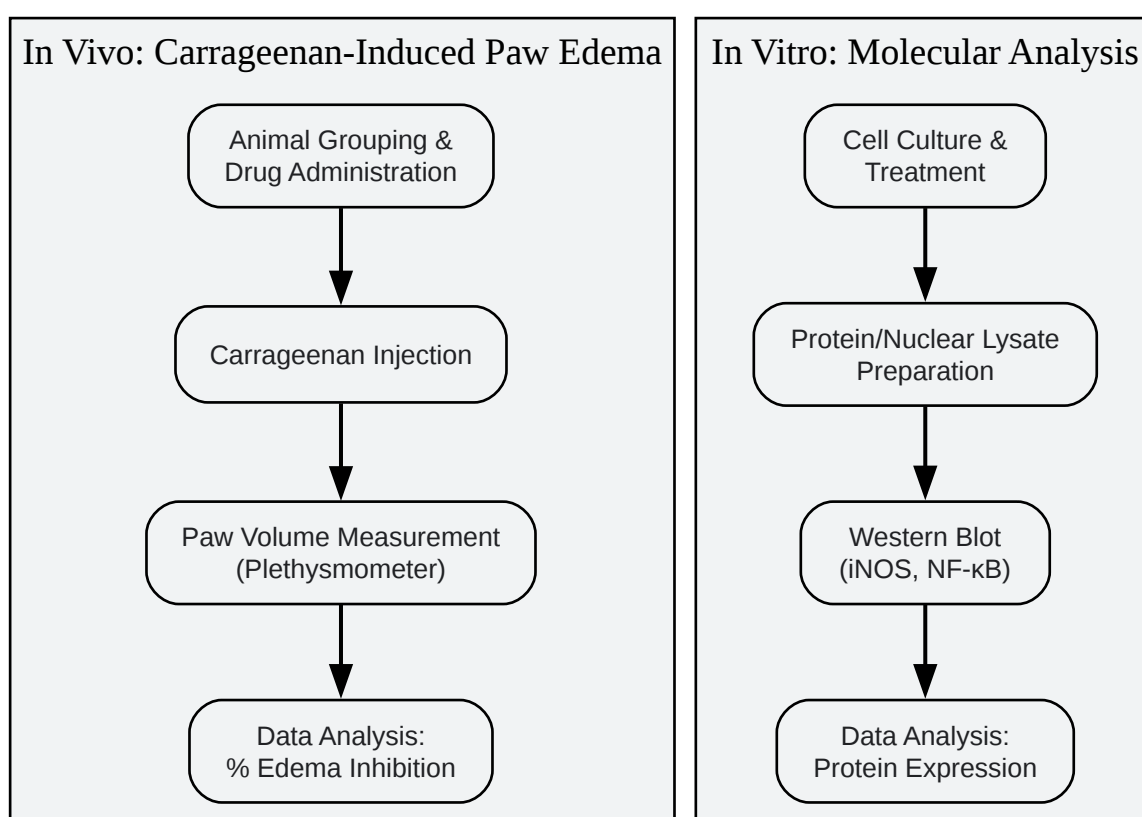 In Vivo: Carrageenan-Induced Paw Edema
Animal Grouping &
Drug Administration
Carrageenan Injection
Paw Volume Measurement
(Plethysmometer)
Data Analysis:
% Edema Inhibition
In Vitro: Molecular Analysis
Cell Culture &
Treatment
Protein/Nuclear Lysate
Preparation
Western Blot
(iNOS, NF-κB)
Data Analysis:
Protein Expression